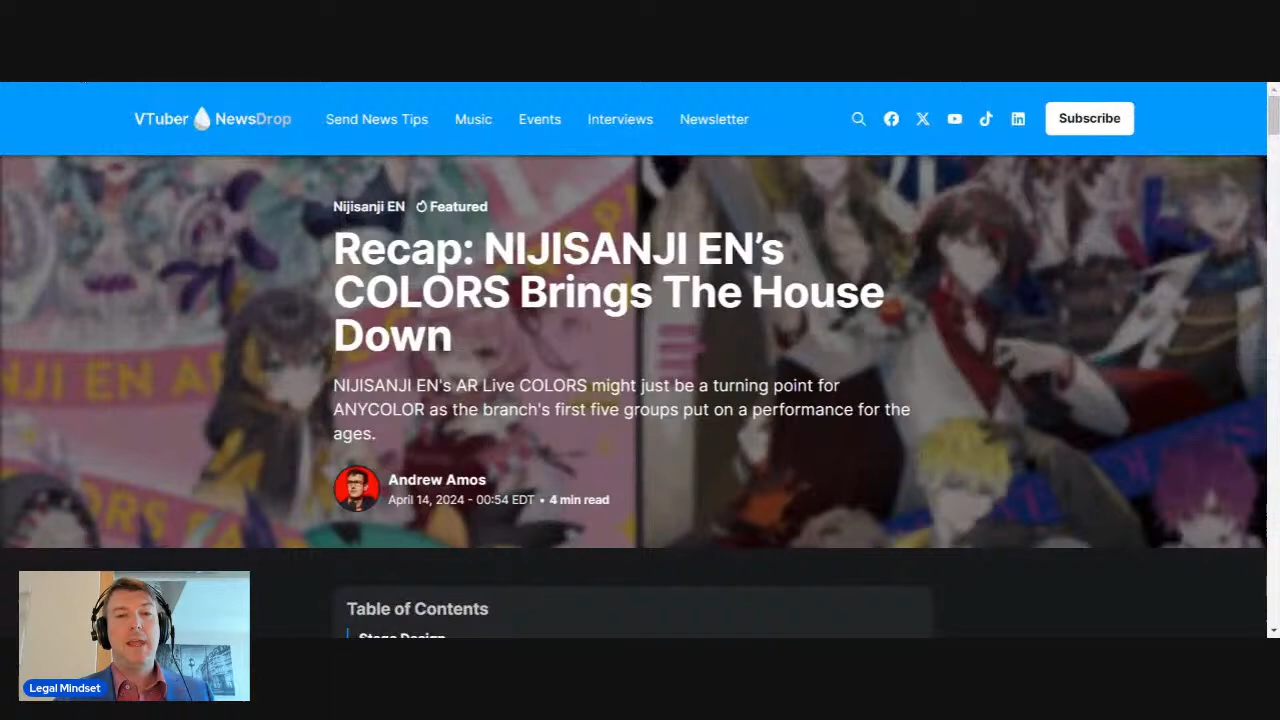 VTuber NewsDrop Send News Tips Music Events Interviews Newsletter Subscribe
Nijisanji EN Featured
Recap: NIJISANJI EN’s
COLORS Brings The House
Down
NIJISANJI EN's AR Live COLORS might just be a turning point for
ANYCOLOR as the branch's first five groups put on a performance for the
ages.
Andrew Amos
April 14, 2024 - 00:54 EDT • 4 min read
Table of Contents
Stage Design
Legal Mindset